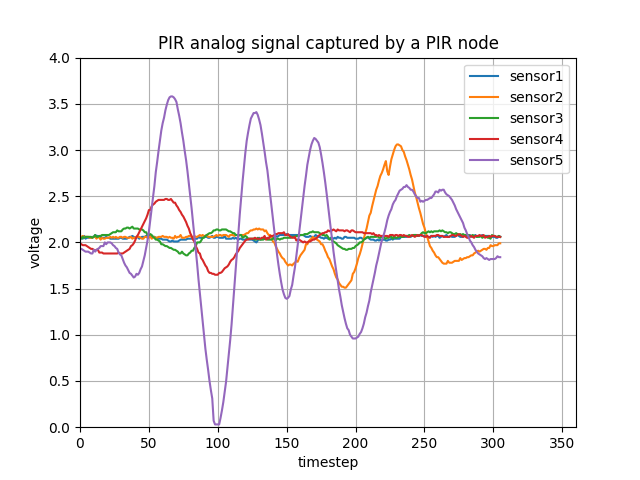 PIR analog signal captured by a PIR node
voltage
4.0
3.5
3.0
2.5
2.0
1.5
1.0
0.5
0.0
sensor1
sensor2
sensor3
sensor4
sensor5
0 50 100 150 200 250 300 350
timestep